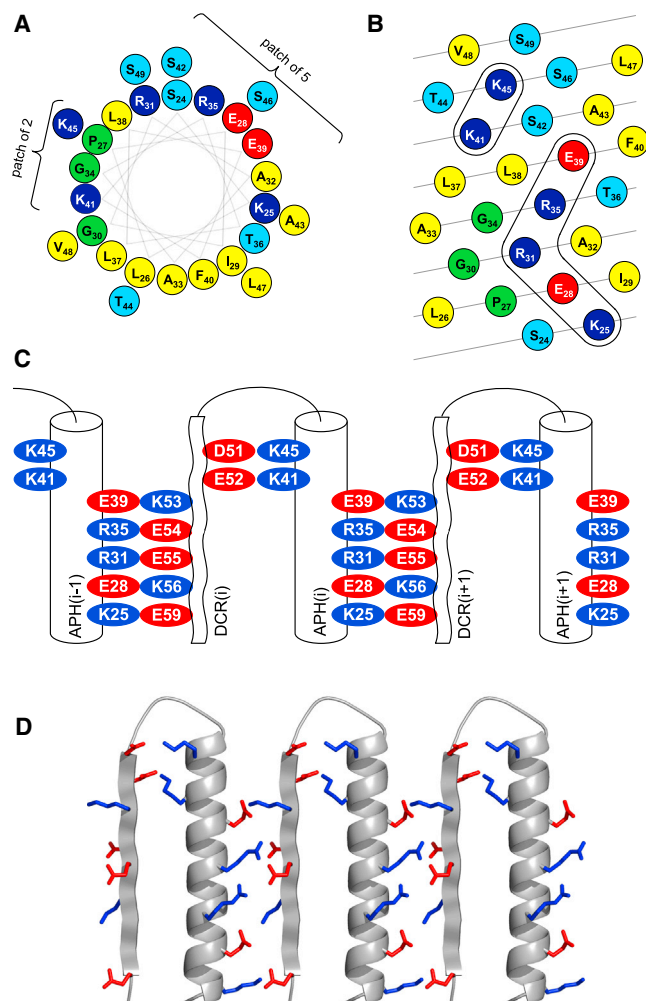 A
B
patch of 5
patch of 2
S49
S42
S24
R31
R35
S46
E28
E39
A32
K25
A43
T36
I29
L47
F40
A33
L26
T44
L37
V48
G30
K41
G34
P27
K45
L38
V48
S49
L47
T44
K45
S46
A43
K41
S42
F40
L37
L38
E39
T36
A33
G34
R35
A32
G30
R31
I29
L26
P27
E28
S24
K25
C
K45
K41
E39 K53
R35 E54
R31 E55
E28 K56
K25 E59
APH(i-1)
DCR(i)
D51 K45
E52 K41
E39 K53
R35 E54
R31 E55
E28 K56
K25 E59
APH(i)
DCR(i+1)
D51 K45
E52 K41
E39
R35
R31
E28
K25
APH(i+1)
D